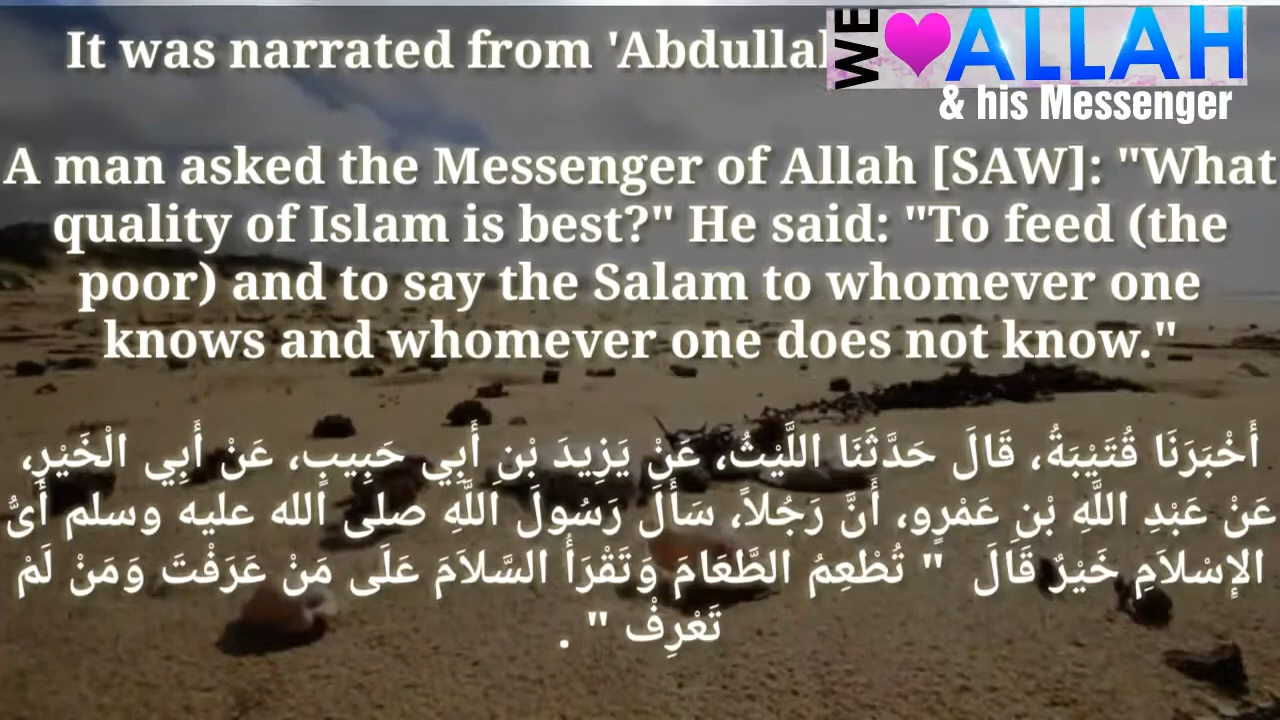 It was narrated from 'Abdullah
WE ALLAH
& his Messenger
A man asked the Messenger of Allah [SAW]: "What
quality of Islam is best?" He said: "To feed (the
poor) and to say the Salam to whomever one
knows and whomever one does not know."
أَخْبَرَنَا قُتَيْبَةُ، قَالَ حَدَّثَنَا اللَّيْثُ، عَنْ يَزِيدَ بْنِ أَبِي حَبِيبٍ، عَنْ أَبِي الْخَيْرِ،
عَنْ عَبْدِ اللَّهِ بْنِ عَمْرٍو، أَنَّ رَجُلاً، سَأَلَ رَسُولَ اللَّهِ صلى الله عليه وسلم أَىُّ
الإِسْلاَمِ خَيْرٌ قَالَ ‏ "‏ تُطْعِمُ الطَّعَامَ وَتَقْرَأُ السَّلاَمَ عَلَى مَنْ عَرَفْتَ وَمَنْ لَمْ
تَعْرِفْ ‏"‏ ‏.‏